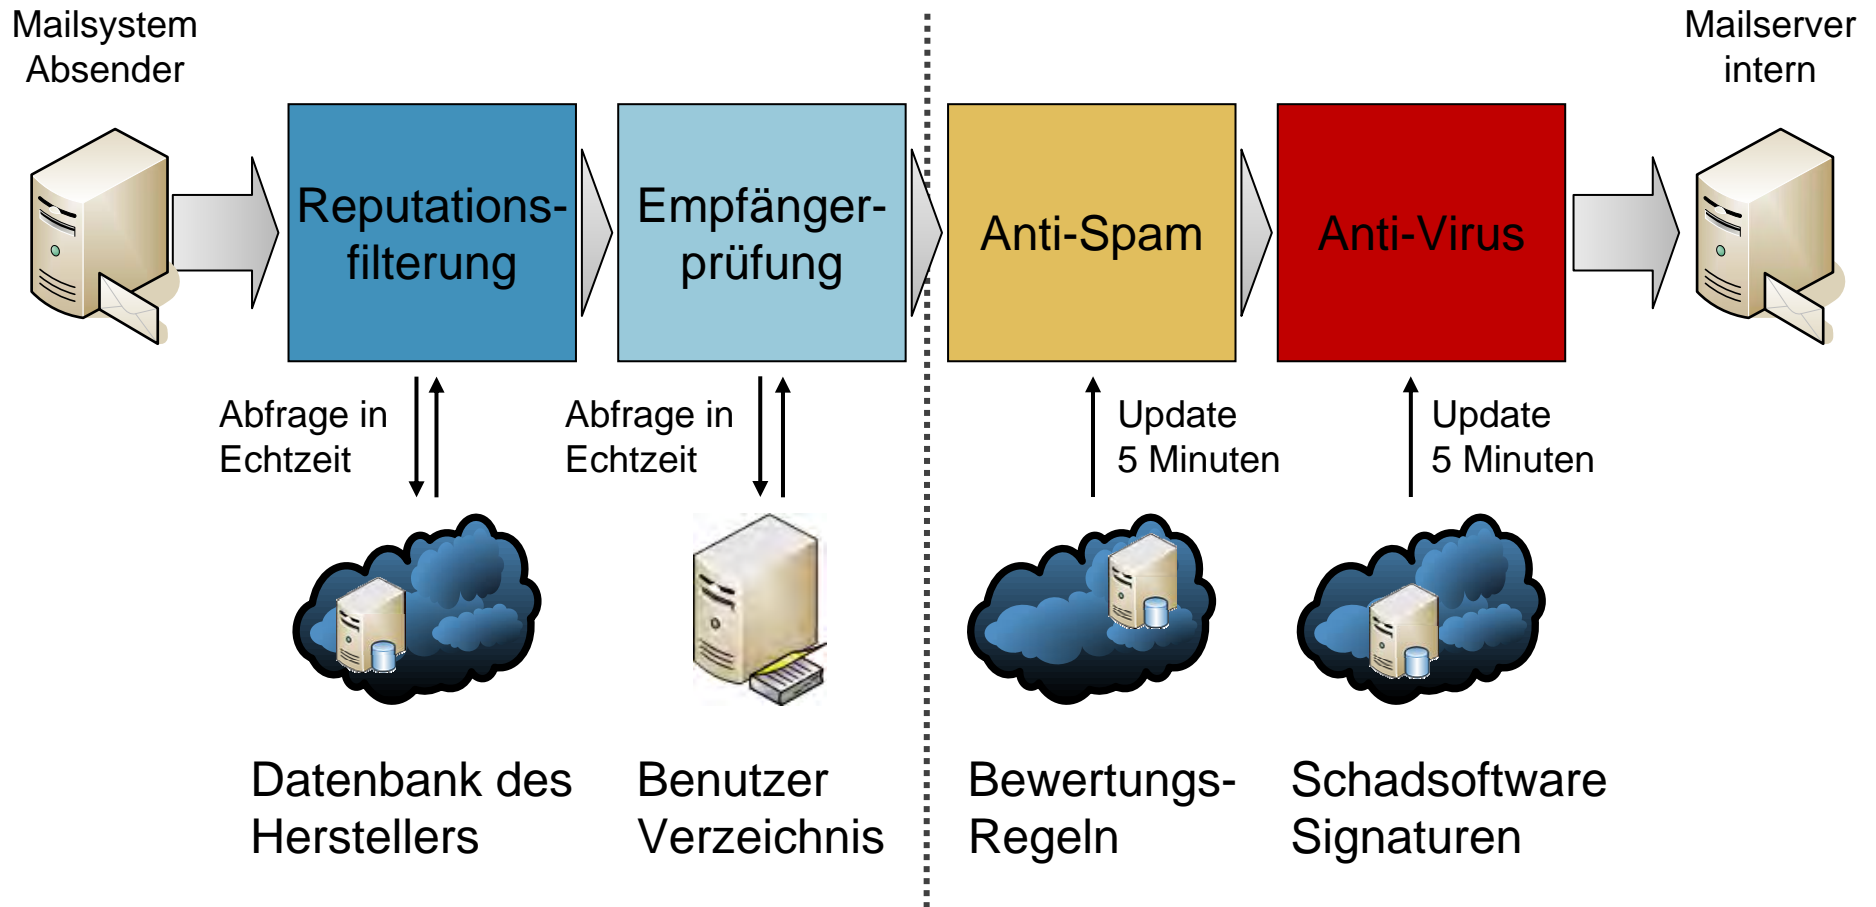 Mailsystem
Absender
Mailserver
intern
Reputations-
filterung
Empfänger-
prüfung
Anti-Spam
Anti-Virus
Abfrage in
Echtzeit
Abfrage in
Echtzeit
Update
5 Minuten
Update
5 Minuten
Datenbank des
Herstellers
Benutzer
Verzeichnis
Bewertungs-
Regeln
Schadsoftware
Signaturen